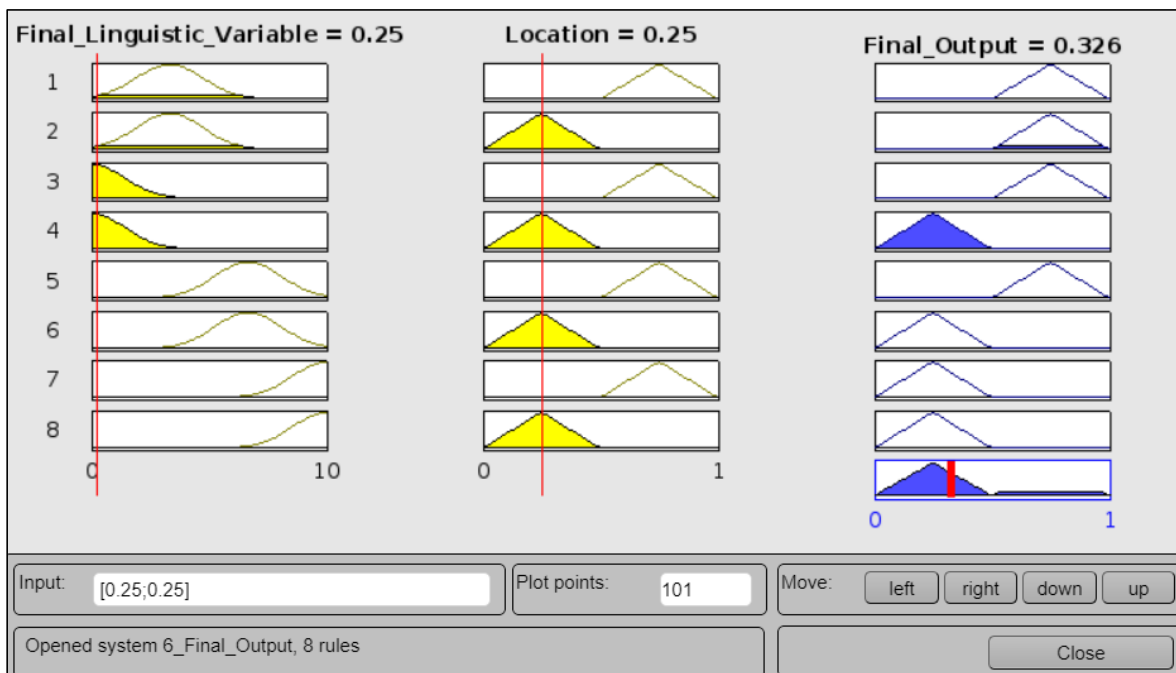 Final_Linguistic_Variable = 0.25
Location = 0.25
Final_Output = 0.326
1
2
3
4
5
6
7
8
0 10
0 1
0 1
Input: [0.25;0.25]
Plot points: 101
Move: left right down up
Opened system 6_Final_Output, 8 rules
Close